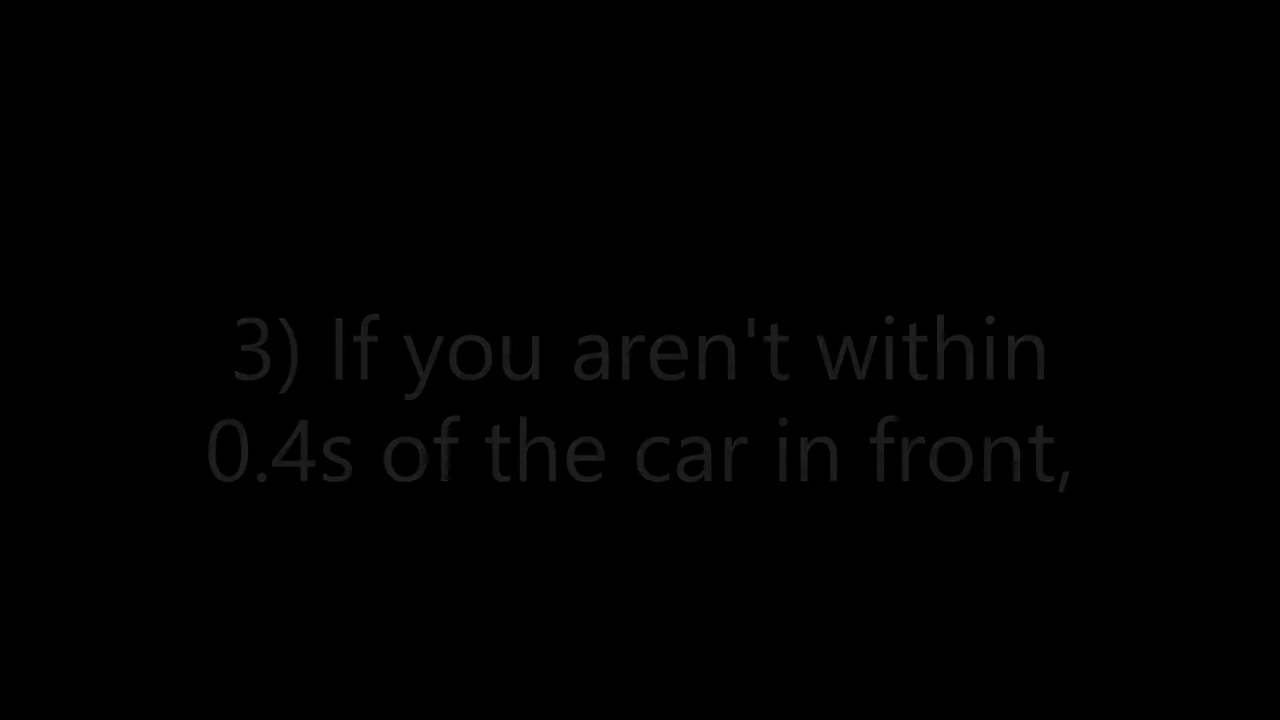 3) If you aren't within
0.4s of the car in front,